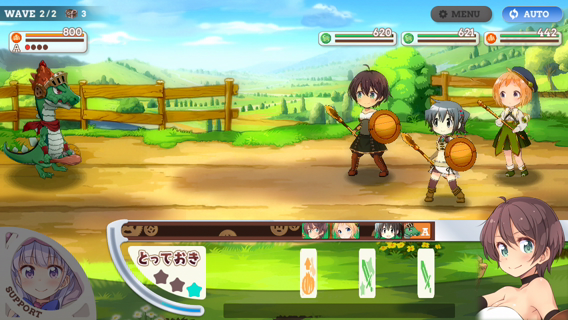 WAVE 2/2 3
MENU
AUTO
800
A
620
621
442
A
とっておき
SUPPORT